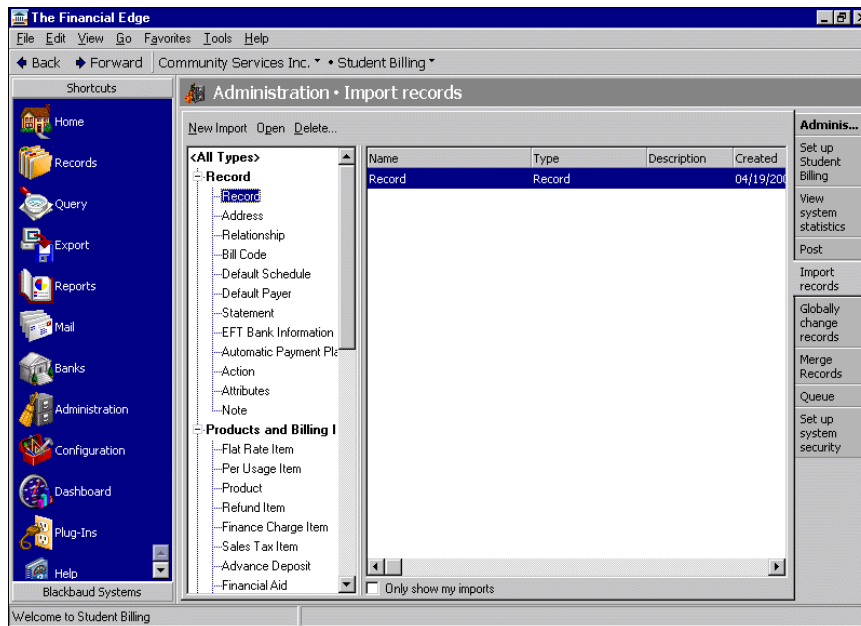 The Financial Edge
File Edit View Go Favorites Tools Help
Back Forward Community Services Inc. • Student Billing
Shortcuts
Home
Records
Query
Export
Reports
Mail
Banks
Administration
Configuration
Dashboard
Plug-Ins
Help
Blackbaud Systems
Administration • Import records
New Import Open Delete...
<All Types>
Record
Record
Address
Relationship
Bill Code
Default Schedule
Default Payer
Statement
EFT Bank Information
Automatic Payment Pla
Action
Attributes
Note
Products and Billing I
Flat Rate Item
Per Usage Item
Product
Refund Item
Finance Charge Item
Sales Tax Item
Advance Deposit
Financial Aid
Name Type Description Created
Record Record 04/19/200
Only show my imports
Adminis...
Set up
Student
Billing
View
system
statistics
Post
Import
records
Globally
change
records
Merge
Records
Queue
Set up
system
security
Welcome to Student Billing